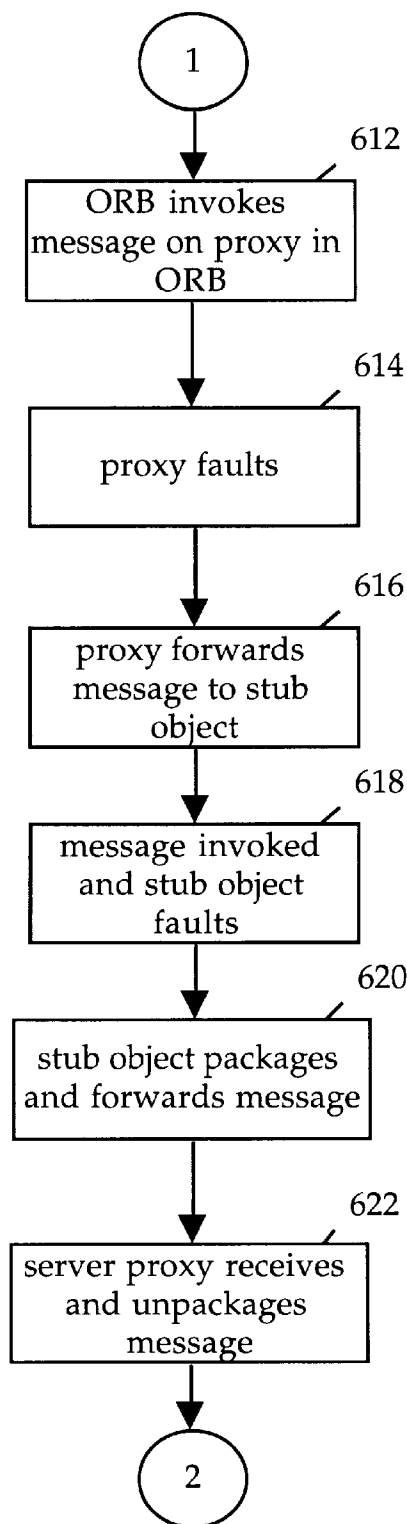 1
612
ORB invokes
message on proxy in
ORB
614
proxy faults
616
proxy forwards
message to stub
object
618
message invoked
and stub object
faults
620
stub object packages
and forwards message
622
server proxy receives
and unpackages
message
2